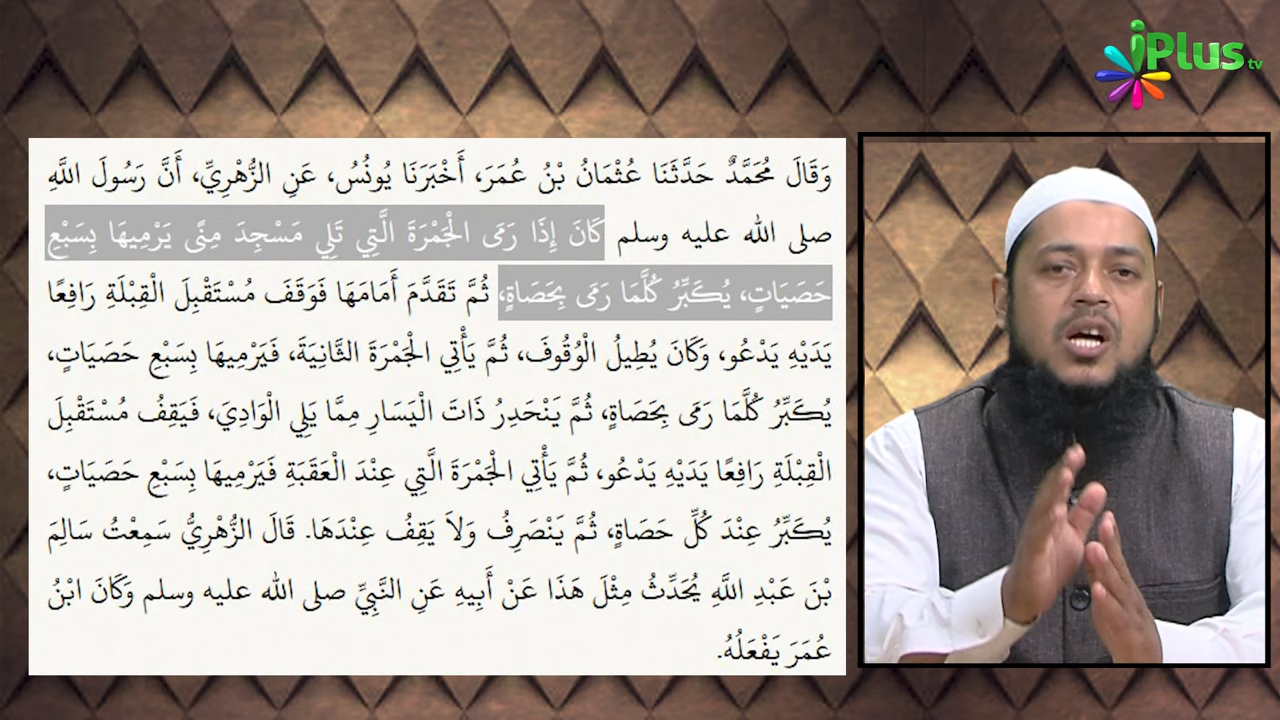 iPlus tv
وَقَالَ مُحَمَّدٌ حَدَّثَنَا عُثْمَانُ بْنُ عُمَرَ، أَخْبَرَنَا يُونُسُ، عَنِ الزُّهْرِيِّ، أَنَّ رَسُولَ اللَّهِ
صلى الله عليه وسلم كَانَ إِذَا رَمَى الْجَمْرَةَ الَّتِي تَلِي مَسْجِدَ مِنًى يَرْمِيهَا بِسَبْعِ
حَصَيَاتٍ، يُكَبِّرُ كُلَّمَا رَمَى بِحَصَاةٍ، ثُمَّ تَقَدَّمَ أَمَامَهَا فَوَقَفَ مُسْتَقْبِلَ الْقِبْلَةِ رَافِعًا
يَدَيْهِ يَدْعُو، وَكَانَ يُطِيلُ الْوُقُوفَ، ثُمَّ يَأْتِي الْجَمْرَةَ الثَّانِيَةَ، فَيَرْمِيهَا بِسَبْعِ حَصَيَاتٍ،
يُكَبِّرُ كُلَّمَا رَمَى بِحَصَاةٍ، ثُمَّ يَنْحَدِرُ ذَاتَ الْيَسَارِ مِمَّا يَلِي الْوَادِيَ، فَيَقِفُ مُسْتَقْبِلَ
الْقِبْلَةِ رَافِعًا يَدَيْهِ يَدْعُو، ثُمَّ يَأْتِي الْجَمْرَةَ الَّتِي عِنْدَ الْعَقَبَةِ فَيَرْمِيهَا بِسَبْعِ حَصَيَاتٍ،
يُكَبِّرُ عِنْدَ كُلِّ حَصَاةٍ، ثُمَّ يَنْصَرِفُ وَلاَ يَقِفُ عِنْدَهَا. قَالَ الزُّهْرِيُّ سَمِعْتُ سَالِمَ
بْنَ عَبْدِ اللَّهِ يُحَدِّثُ مِثْلَ هَذَا عَنْ أَبِيهِ عَنِ النَّبِيِّ صلى الله عليه وسلم وَكَانَ ابْنُ
عُمَرَ يَفْعَلُهُ.